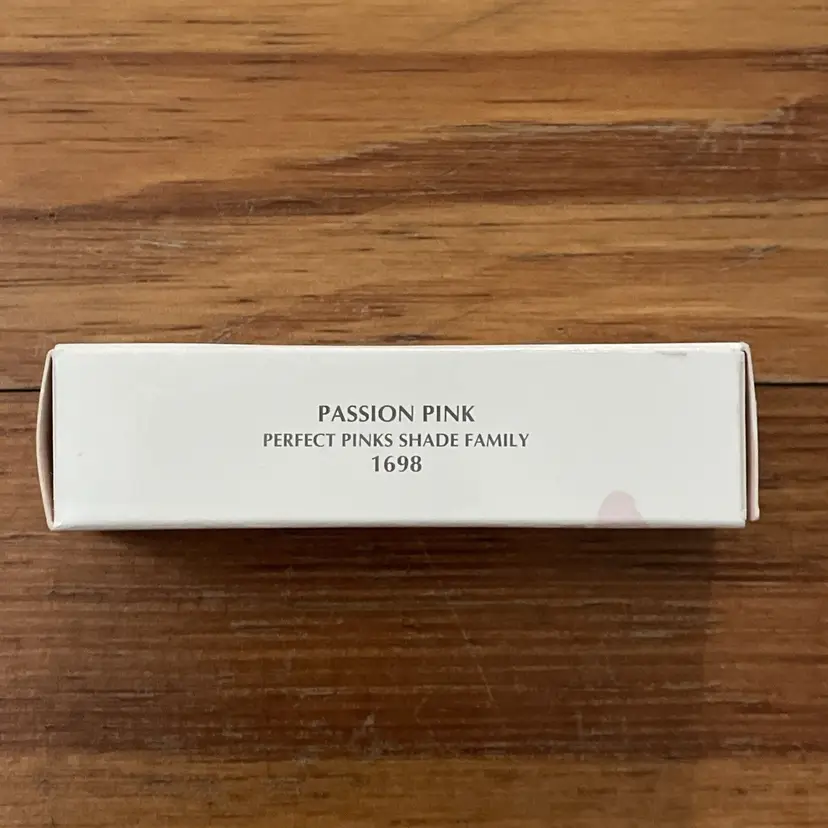 PASSION PINK
PERFECT PINKS SHADE FAMILY
1698